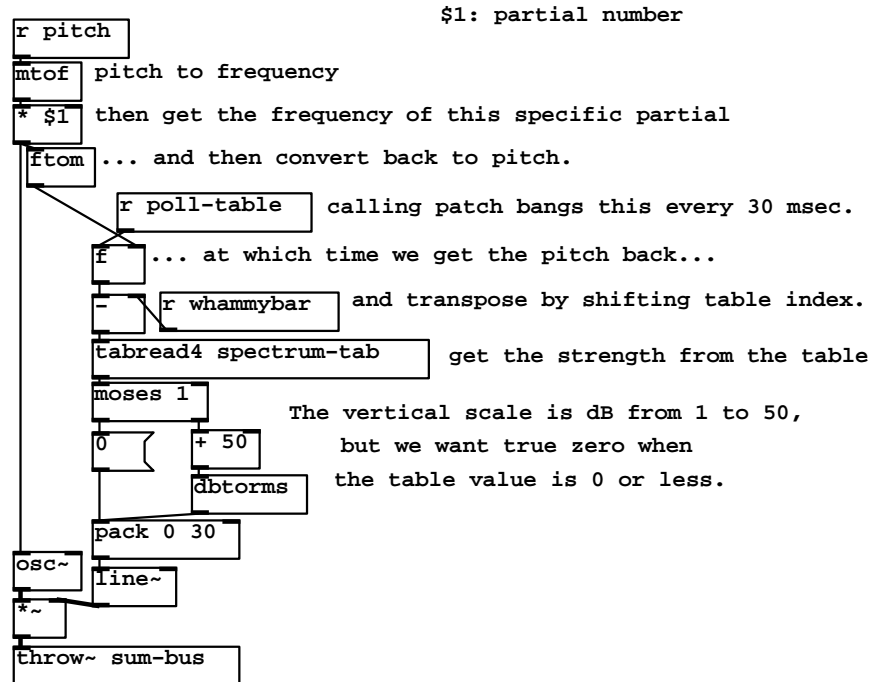 $1: partial number
r pitch
mtof pitch to frequency
* $1 then get the frequency of this specific partial
ftom ... and then convert back to pitch.
r poll-table calling patch bangs this every 30 msec.
f ... at which time we get the pitch back...
- r whammybar and transpose by shifting table index.
tabread4 spectrum-tab get the strength from the table
moses 1
The vertical scale is dB from 1 to 50,
0 + 50 but we want true zero when
dbtorms the table value is 0 or less.
pack 0 30
osc~
line~
*~
throw~ sum-bus